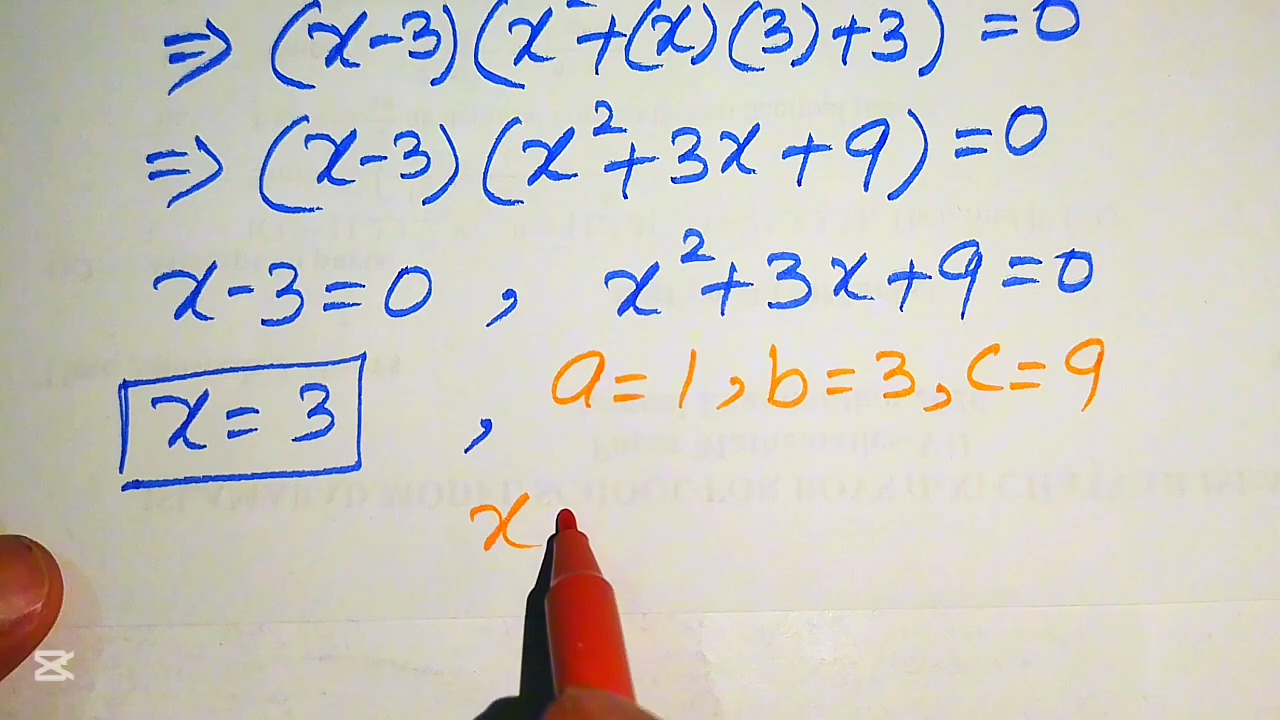 ⇒ (x-3)(x²+(x)(3)+3) = 0
⇒ (x-3)(x²+3x+9) = 0
x-3=0 , x²+3x+9=0
x=3 , a=1, b=3, c=9
x